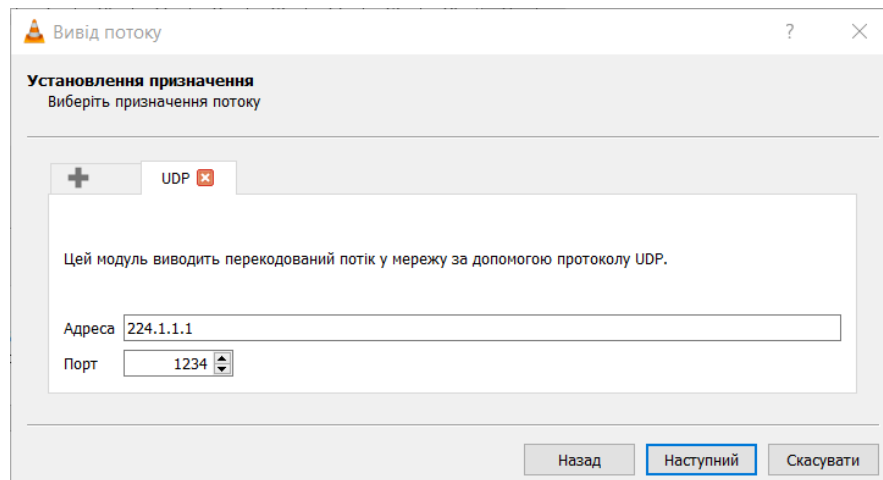 Вивід потоку
Установлення призначення
Виберіть призначення потоку
UDP
Цей модуль виводить перекодований потік у мережу за допомогою протоколу UDP.
Адреса 224.1.1.1
Порт 1234
Назад Наступний Скасувати